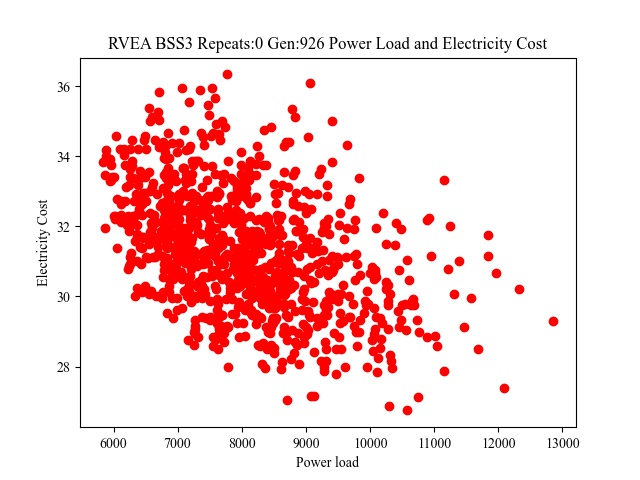 RVEA BSS3 Repeats:0 Gen:926 Power Load and Electricity Cost
36
34
32
30
28
Electricity Cost
6000 7000 8000 9000 10000 11000 12000 13000
Power load